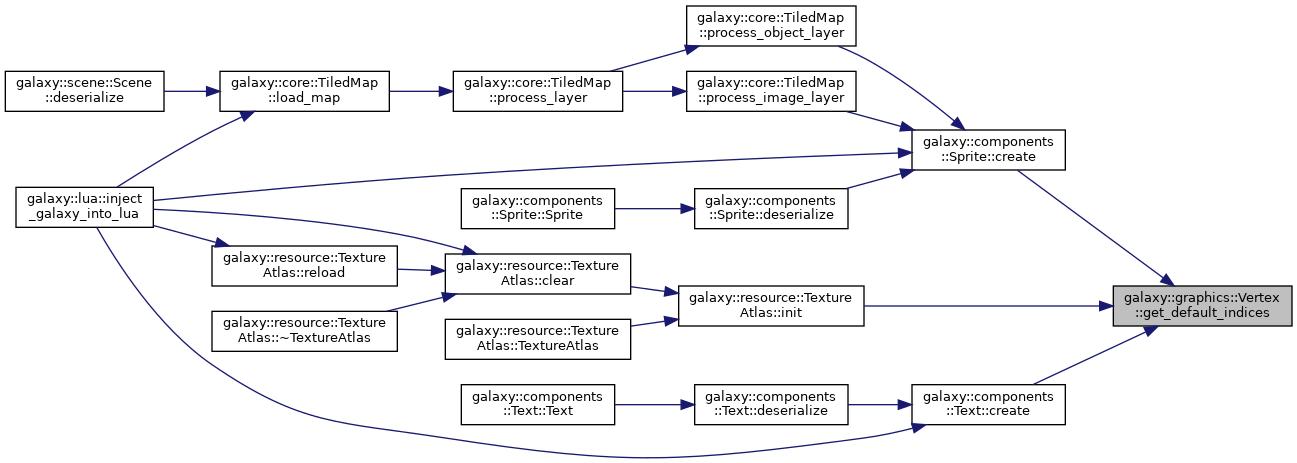 galaxy::core::TiledMap
::process_object_layer
galaxy::scene::Scene
::deserialize
galaxy::core::TiledMap
::load_map
galaxy::core::TiledMap
::process_layer
galaxy::core::TiledMap
::process_image_layer
galaxy::components
::Sprite::create
galaxy::lua::inject
_galaxy_into_lua
galaxy::components
::Sprite::Sprite
galaxy::components
::Sprite::deserialize
galaxy::resource::Texture
Atlas::reload
galaxy::resource::Texture
Atlas::clear
galaxy::resource::Texture
Atlas::init
galaxy::graphics::Vertex
::get_default_indices
galaxy::resource::Texture
Atlas::~TextureAtlas
galaxy::resource::Texture
Atlas::TextureAtlas
galaxy::components
::Text::Text
galaxy::components
::Text::deserialize
galaxy::components
::Text::create